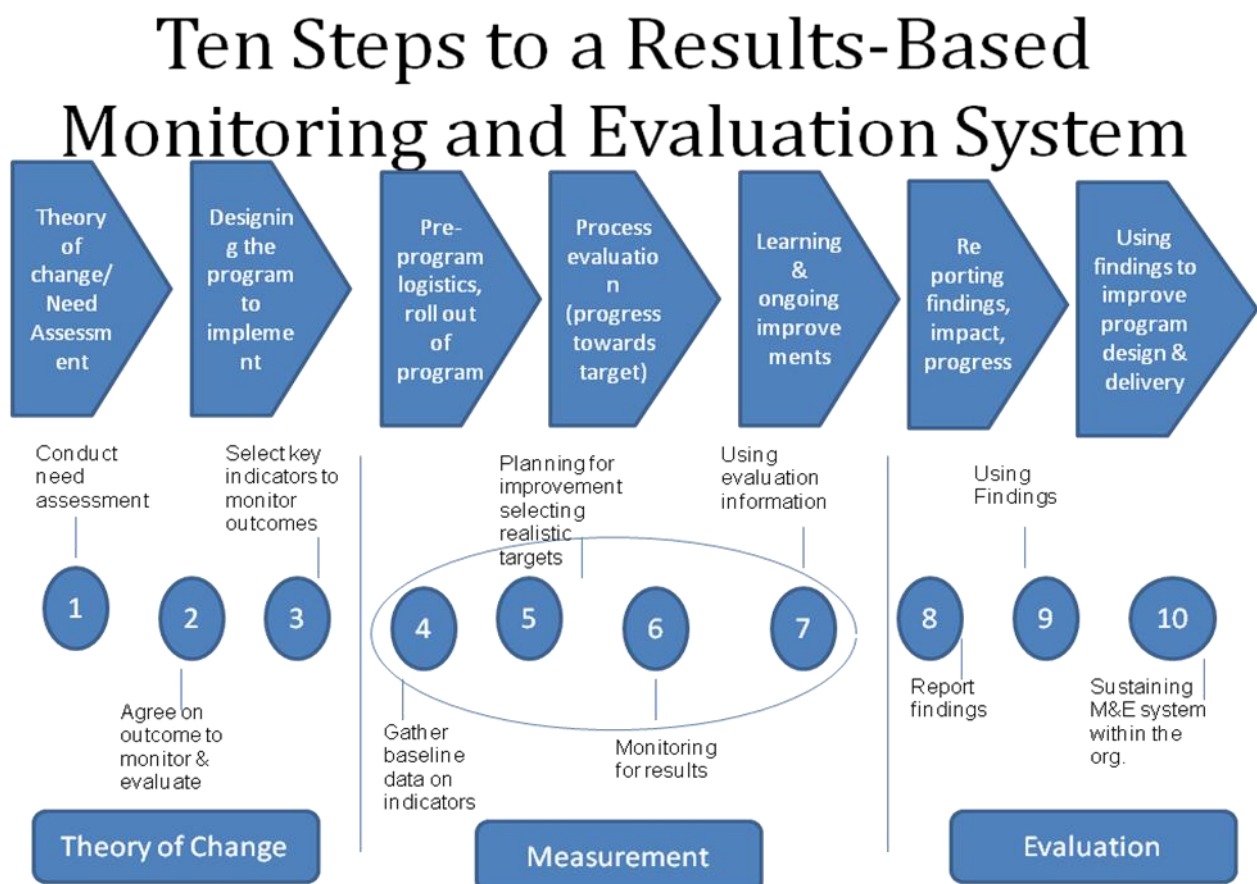 Ten Steps to a Results-Based
Monitoring and Evaluation System
Theory
of
change/
Need
Assessm
ent
Designin
g the
program
to
implemen
t
Pre-
program
logistics,
roll out
of
program
Process
evaluatio
n
(progress
towards
target)
Learning
&
ongoing
improve
ments
Re
porting
findings,
impact,
progress
Using
findings to
improve
program
design &
delivery
Conduct
need
assessment
Select key
indicators to
monitor
outcomes
Planning for
improvement
selecting
realistic
targets
Using
evaluation
information
Using
Findings
1
2
3
4
5
6
7
8
9
10
Agree on
outcome to
monitor &
evaluate
Gather
baseline
data on
indicators
Monitoring
for results
Report
findings
Sustaining
M&E system
within the
org.
Theory of Change
Measurement
Evaluation